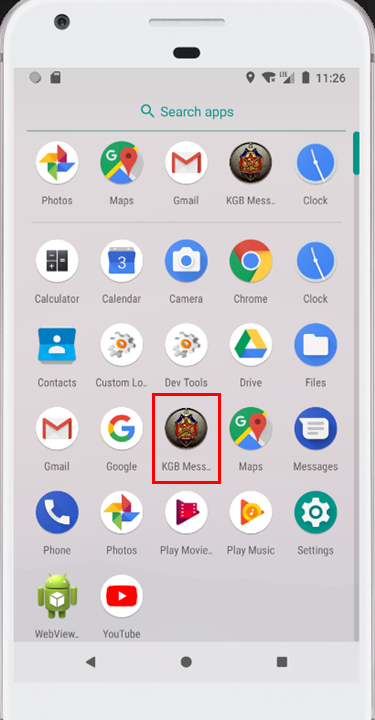 LTE 11:26
Search apps
Photos Maps Gmail KGB Mess.. Clock
3
Calculator Calendar Camera Chrome Clock
Contacts Custom Lo.. Dev Tools Drive Files
G
Gmail Google KGB Mess.. Maps Messages
Phone Photos Play Movie.. Play Music Settings
WebView.. YouTube